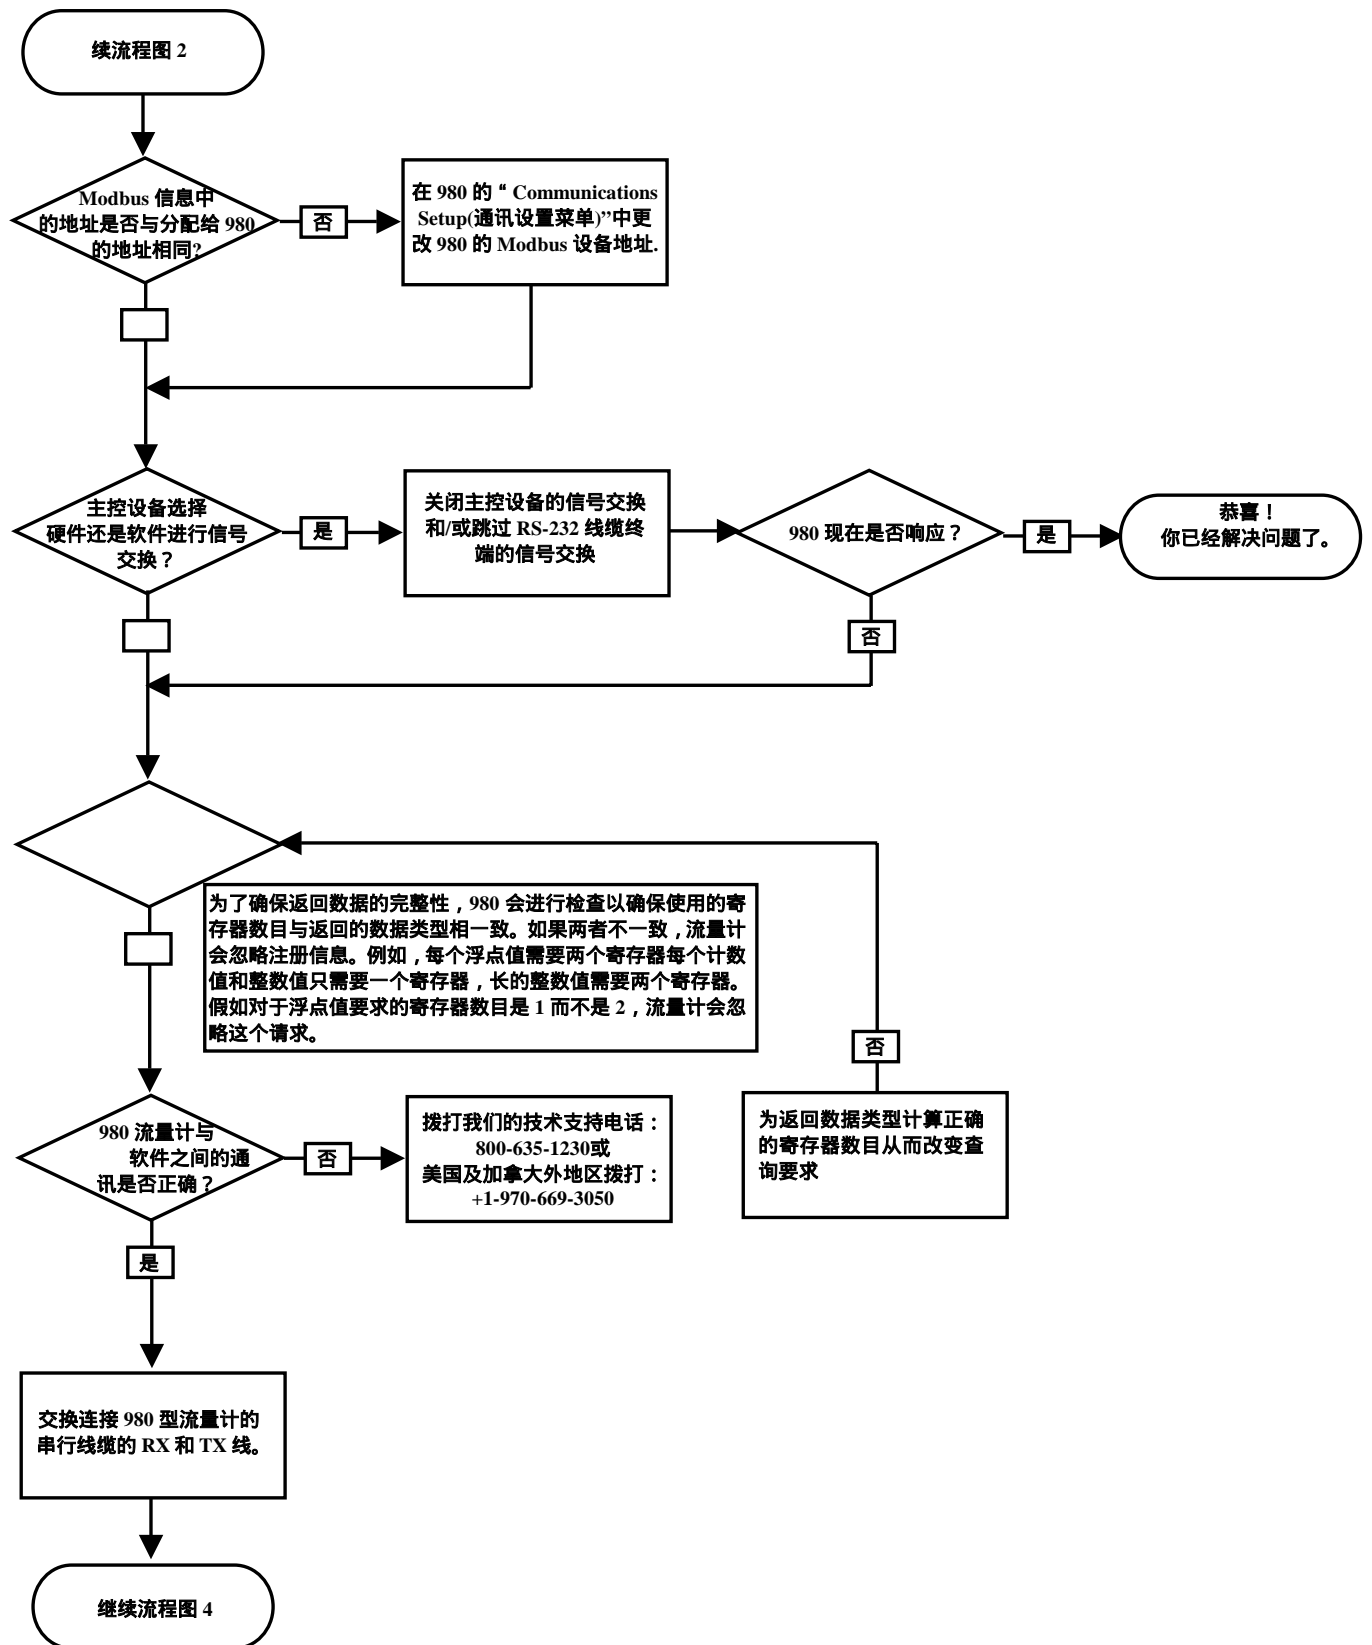 续流程图 2
Modbus 信息中
的地址是否与分配给 980
的地址相同?
否
在 980 的 “ Communications
Setup(通讯设置菜单)”中更
改 980 的 Modbus 设备地址.
主控设备选择
硬件还是软件进行信号
交换？
是
关闭主控设备的信号交换
和/或跳过 RS-232 线缆终
端的信号交换
980 现在是否响应？
是
恭喜！
你已经解决问题了。
否
为了确保返回数据的完整性，980 会进行检查以确保使用的寄
存器数目与返回的数据类型相一致。如果两者不一致，流量计
会忽略注册信息。例如，每个浮点值需要两个寄存器每个计数
值和整数值只需要一个寄存器，长的整数值需要两个寄存器。
假如对于浮点值要求的寄存器数目是 1 而不是 2，流量计会忽
略这个请求。
否
为返回数据类型计算正确
的寄存器数目从而改变查
询要求
980 流量计与
软件之间的通
讯是否正确？
否
拨打我们的技术支持电话：
800-635-1230或
美国及加拿大外地区拨打：
+1-970-669-3050
是
交换连接 980 型流量计的
串行线缆的 RX 和 TX 线。
继续流程图 4